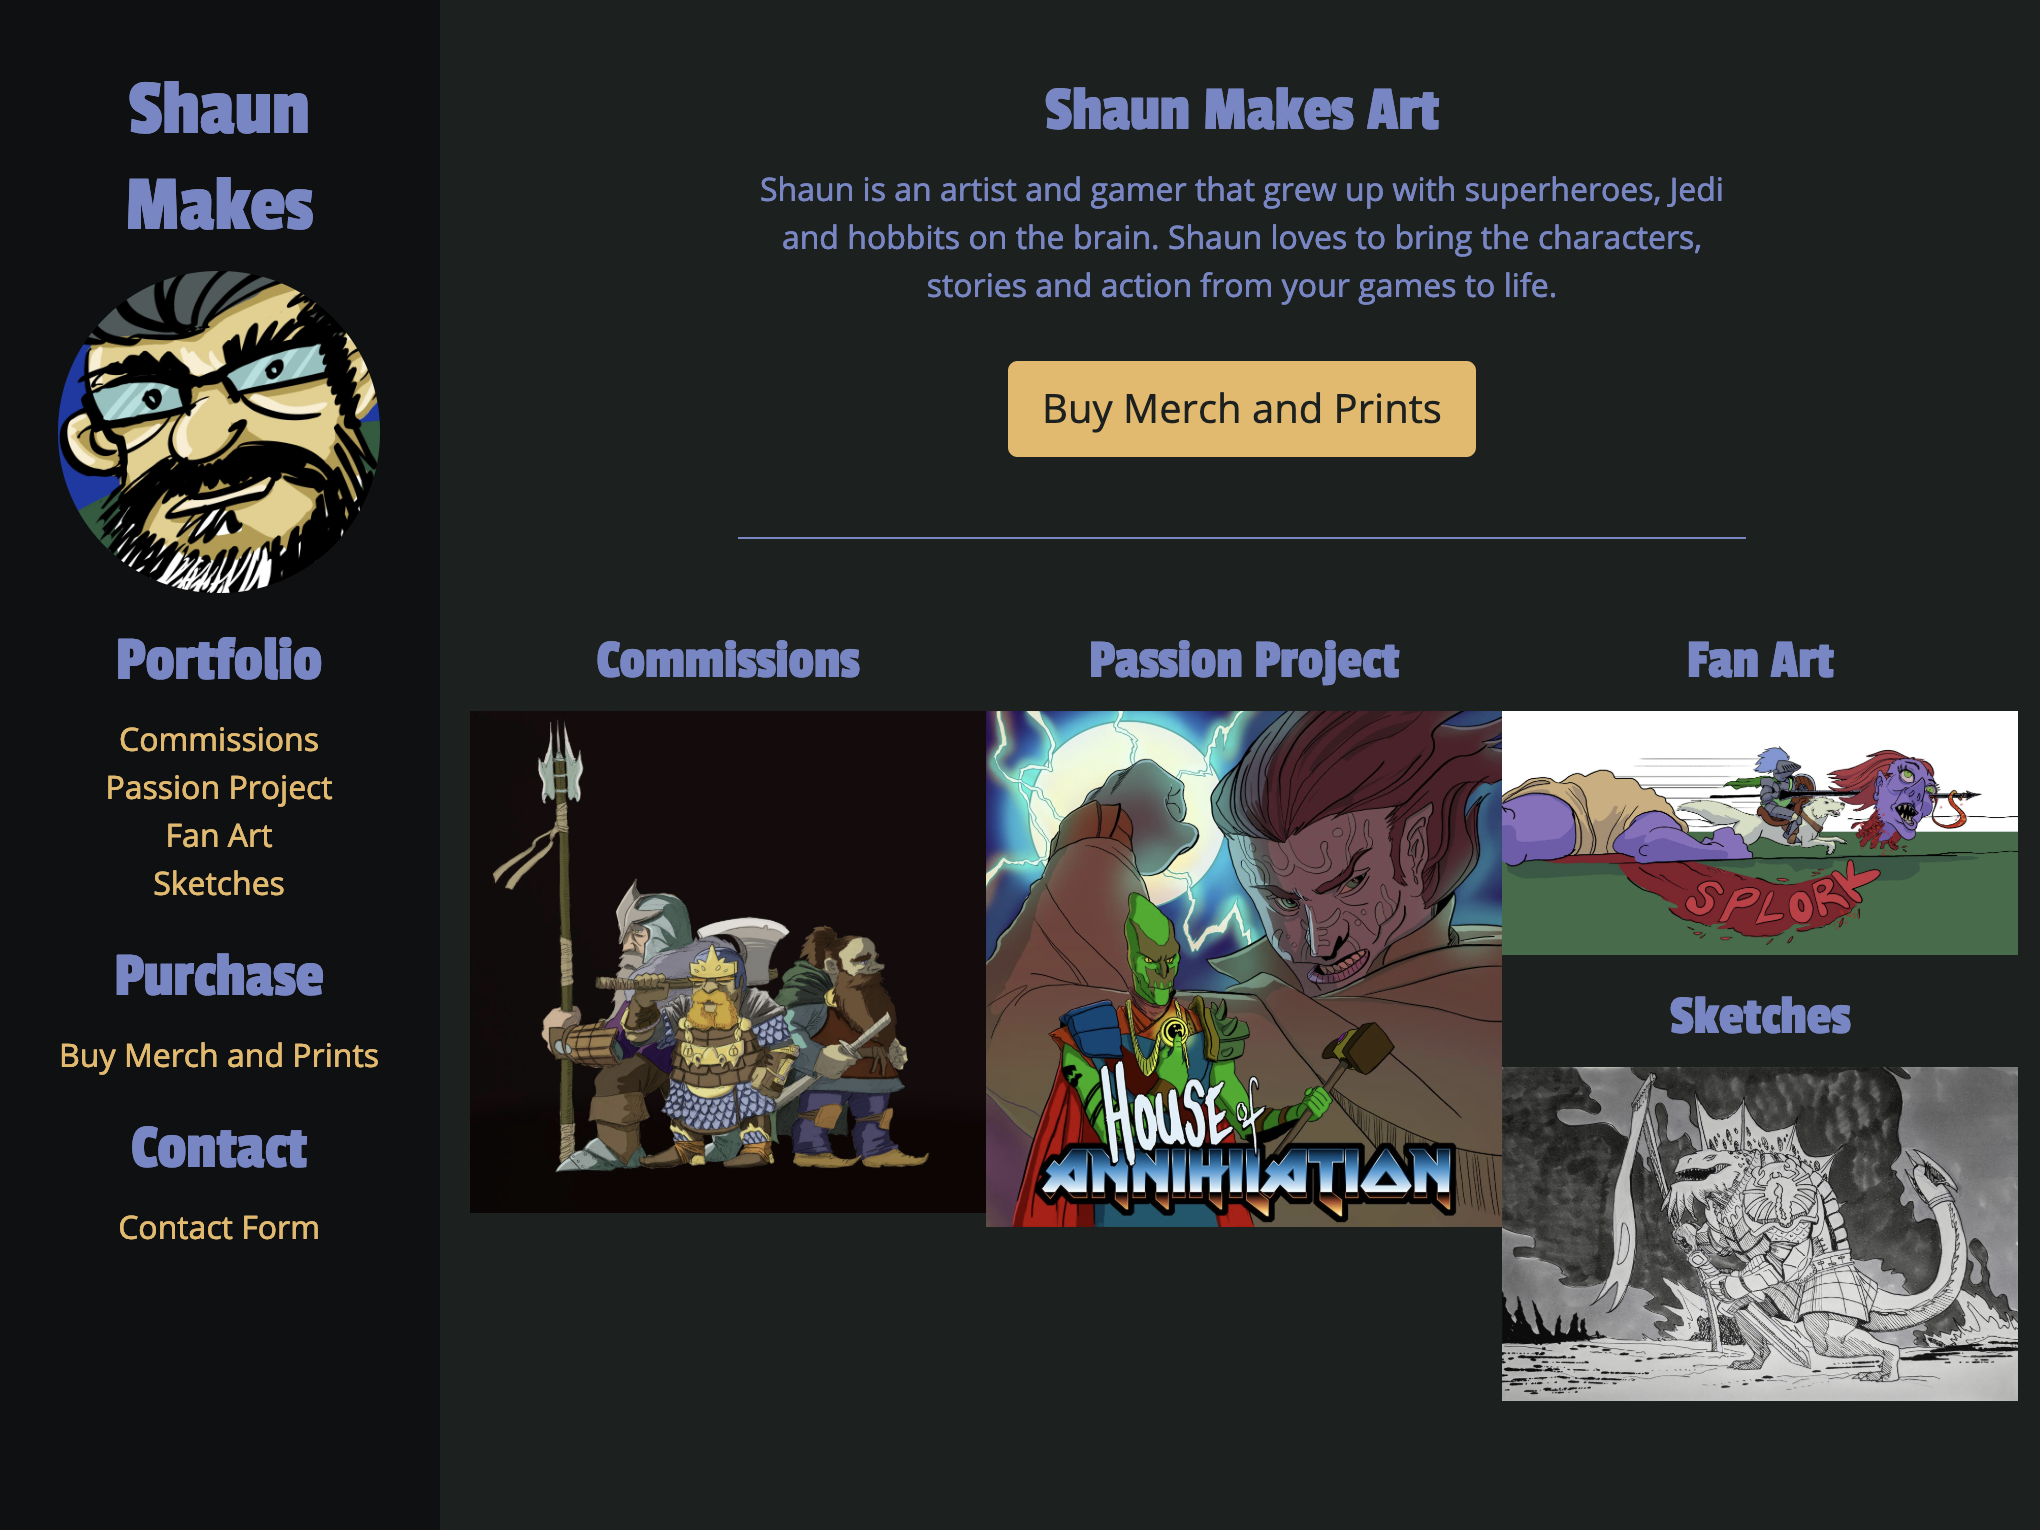 Shaun
Makes
Portfolio
Commissions
Passion Project
Fan Art
Sketches
Purchase
Buy Merch and Prints
Contact
Contact Form
Shaun Makes Art
Shaun is an artist and gamer that grew up with superheroes, Jedi
and hobbits on the brain. Shaun loves to bring the characters,
stories and action from your games to life.
Buy Merch and Prints
Commissions
Passion Project
HOUSE of
ANNIHILATION
Fan Art
SPLORK
Sketches